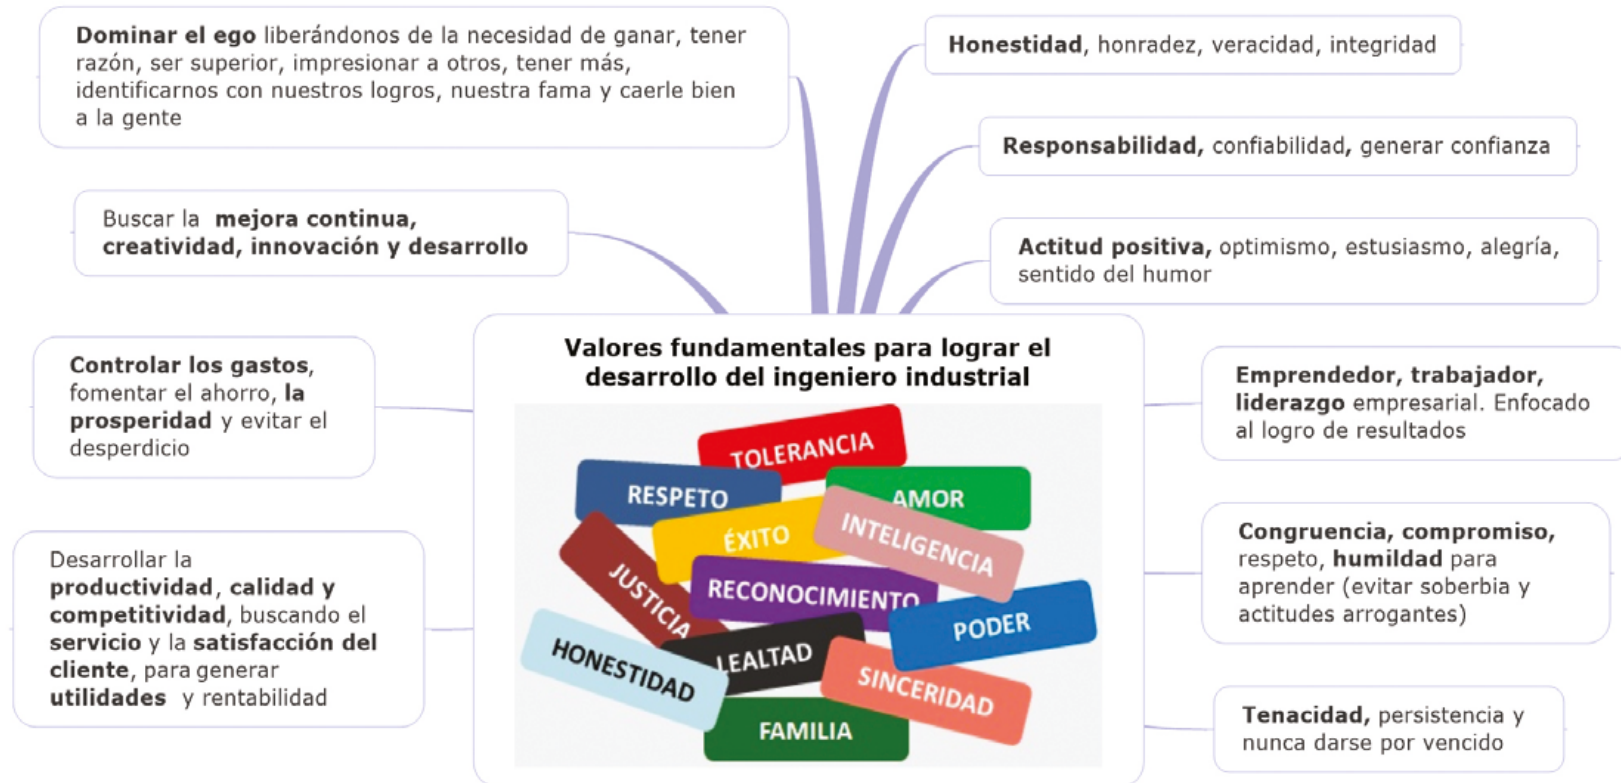 Dominar el ego liberándonos de la necesidad de ganar, tener
razón, ser superior, impresionar a otros, tener más,
identificarnos con nuestros logros, nuestra fama y caerle bien
a la gente
Honestidad, honradez, veracidad, integridad
Responsabilidad, confiabilidad, generar confianza
Buscar la mejora continua,
creatividad, innovación y desarrollo
Actitud positiva, optimismo, estusiasmo, alegría,
sentido del humor
Valores fundamentales para lograr el
desarrollo del ingeniero industrial
Controlar los gastos,
fomentar el ahorro, la
prosperidad y evitar el
desperdicio
Emprendedor, trabajador,
liderazgo empresarial. Enfocado
al logro de resultados
TOLERANCIA
RESPETO
AMOR
ÉXITO
INTELIGENCIA
JUSTICIA
RECONOCIMIENTO
PODER
HONESTIDAD
LEALTAD
SINCERIDAD
FAMILIA
Desarrollar la
productividad, calidad y
competitividad, buscando el
servicio y la satisfacción del
cliente, para generar
utilidades y rentabilidad
Congruencia, compromiso,
respeto, humildad para
aprender (evitar soberbia y
actitudes arrogantes)
Tenacidad, persistencia y
nunca darse por vencido